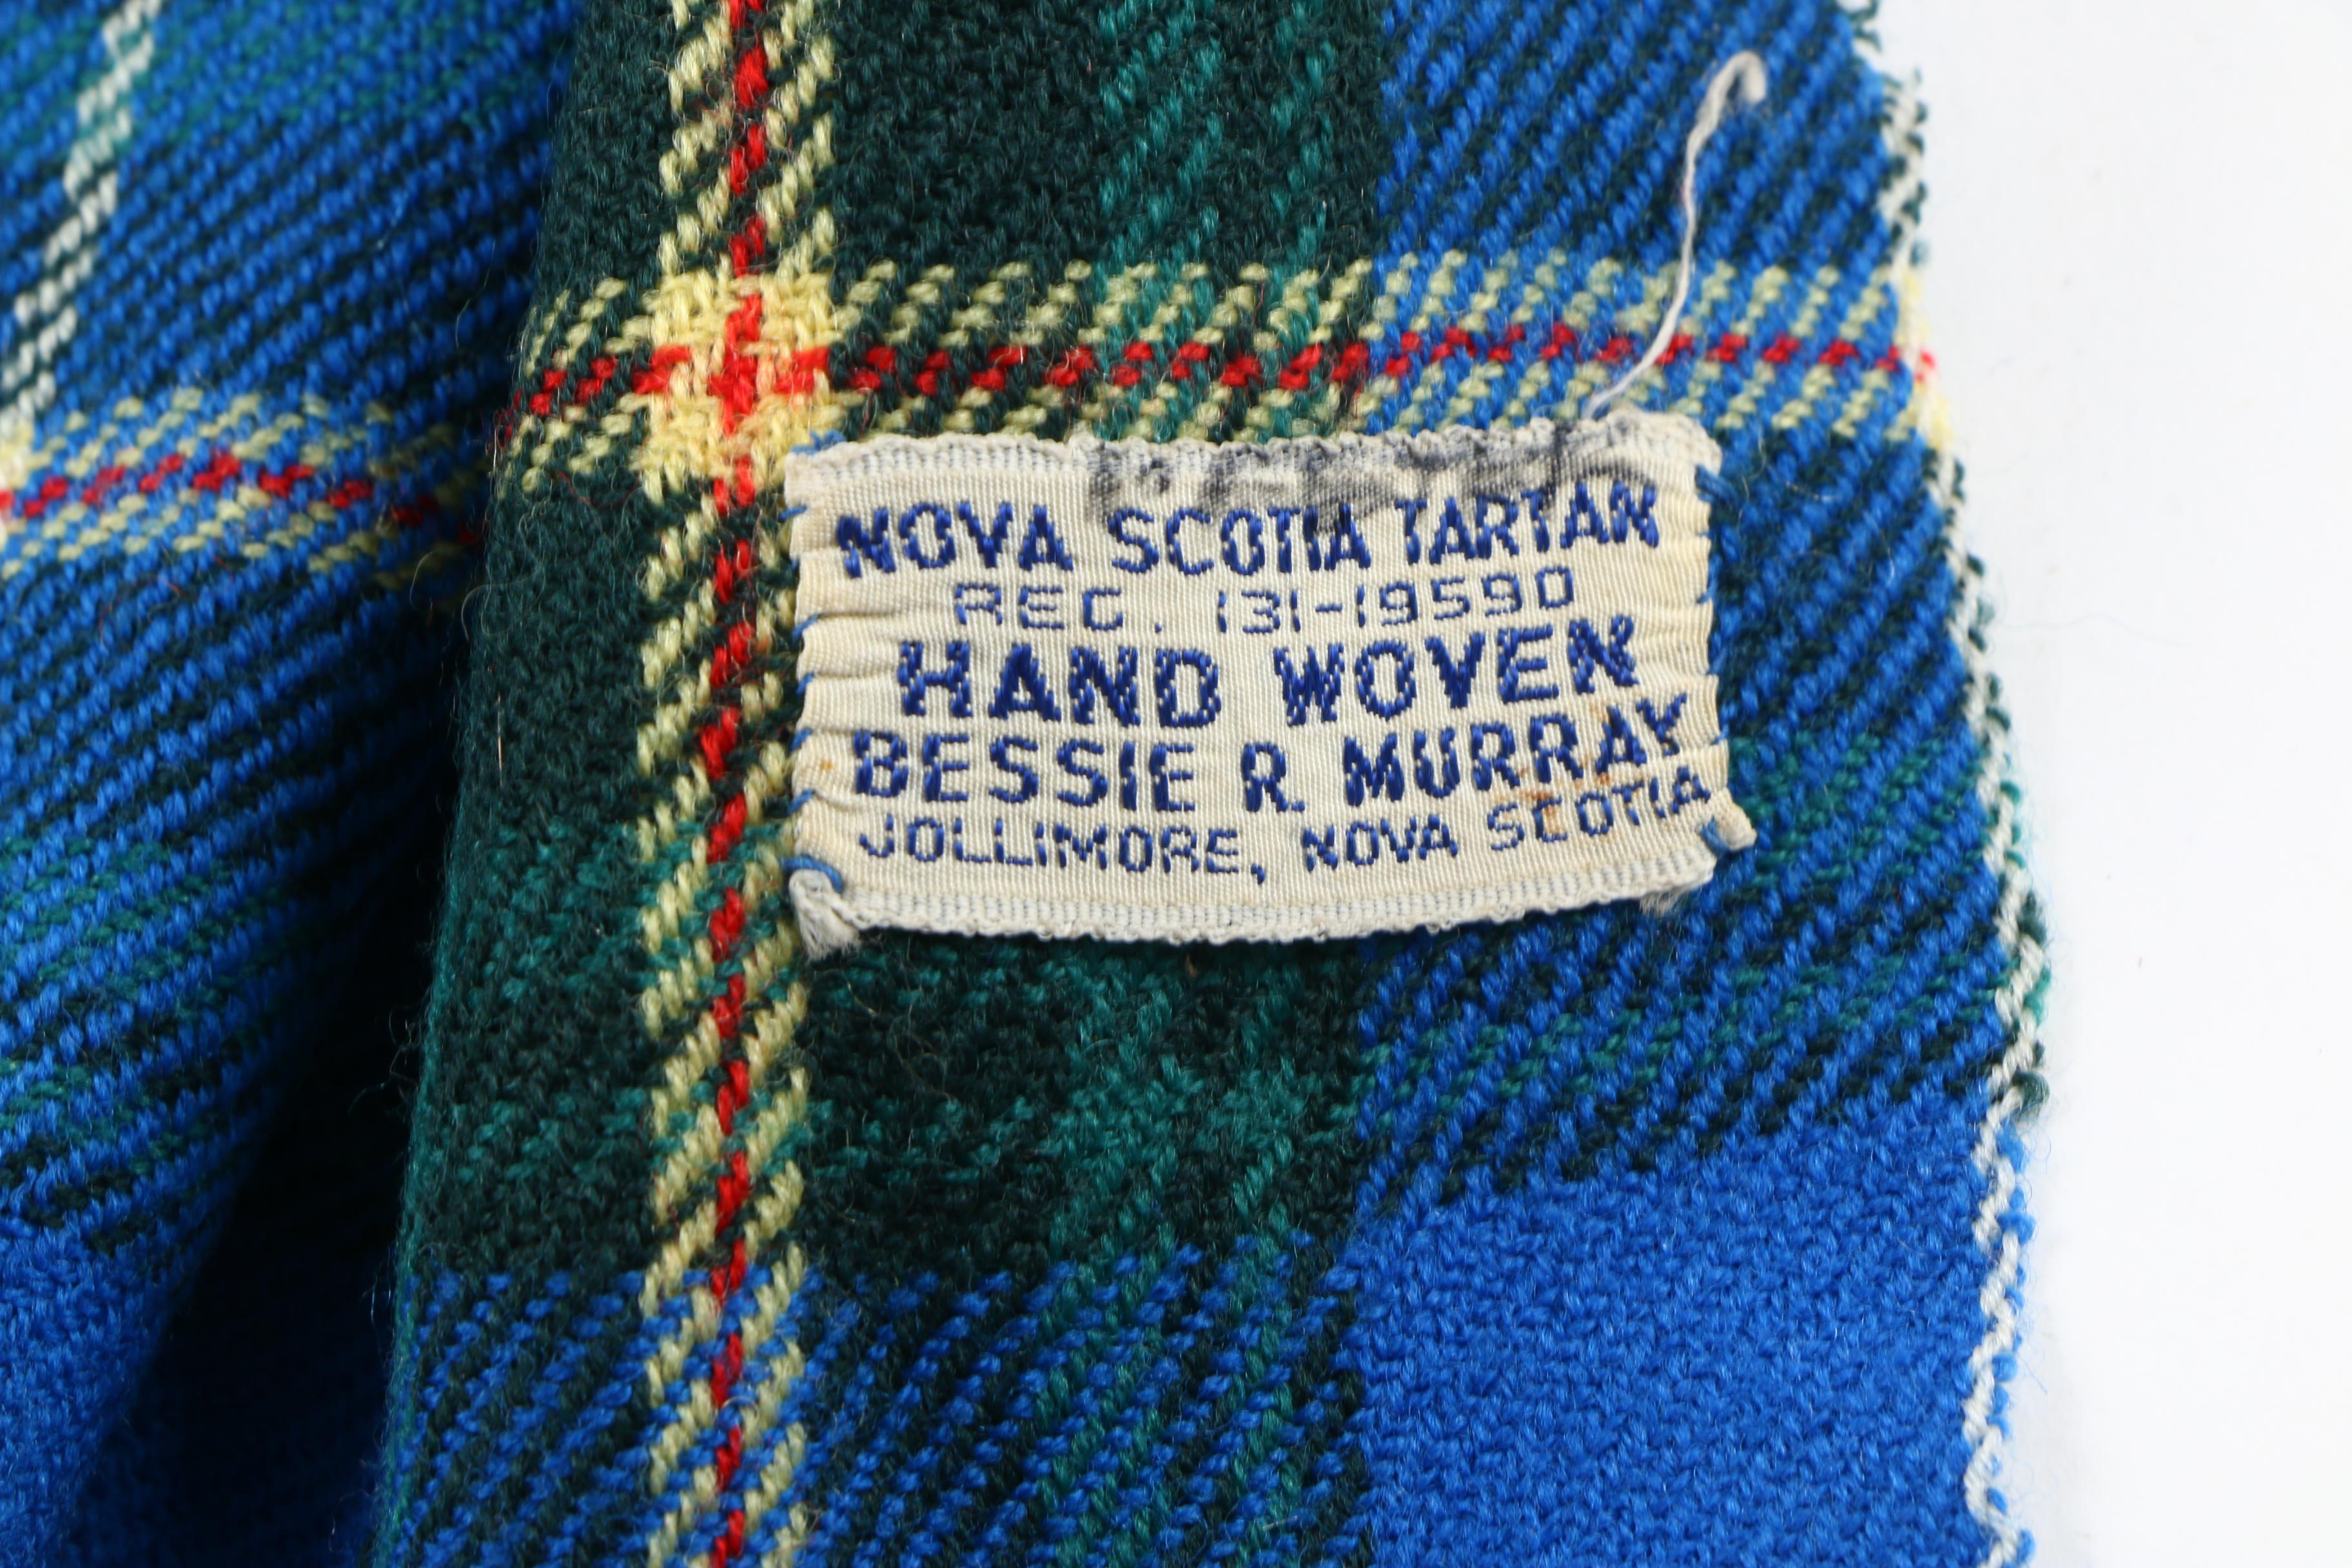 NOVA SCOTIA TARTAN
REG. 131-19590
HAND WOVEN
BESSIE R. MURRAY
JOLLIMORE, NOVA SCOTIA